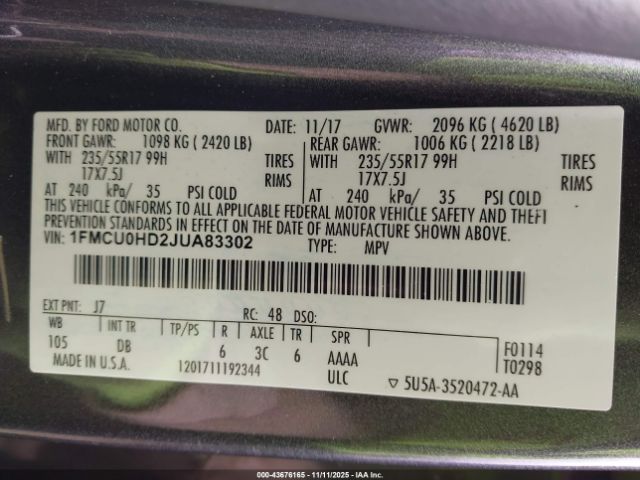 MFD. BY FORD MOTOR CO. DATE: 11/17 GVWR: 2096 KG ( 4620 LB)
FRONT GAWR: 1098 KG ( 2420 LB) REAR GAWR: 1006 KG ( 2218 LB)
WITH 235/55R17 99H TIRES WITH 235/55R17 99H TIRES
17X7.5J RIMS 17X7.5J RIMS
AT 240 kPa/ 35 PSI COLD AT 240 kPa/ 35 PSI COLD
THIS VEHICLE CONFORMS TO ALL APPLICABLE FEDERAL MOTOR VEHICLE SAFETY AND THEFT
PREVENTION STANDARDS IN EFFECT ON THE DATE OF MANUFACTURE SHOWN ABOVE.
VIN: 1FMCU0HD2JUA83302 TYPE: MPV
EXT PNT: J7 RC: 48 DSO:
WB INT TR TP/PS R AXLE TR SPR
105 DB 6 3C 6 AAAA F0114
MADE IN U.S.A. 1201711192344 ULC T0298
▽ 5U5A-3520472-AA
000-43676165 - 11/11/2025 - IAA Inc.